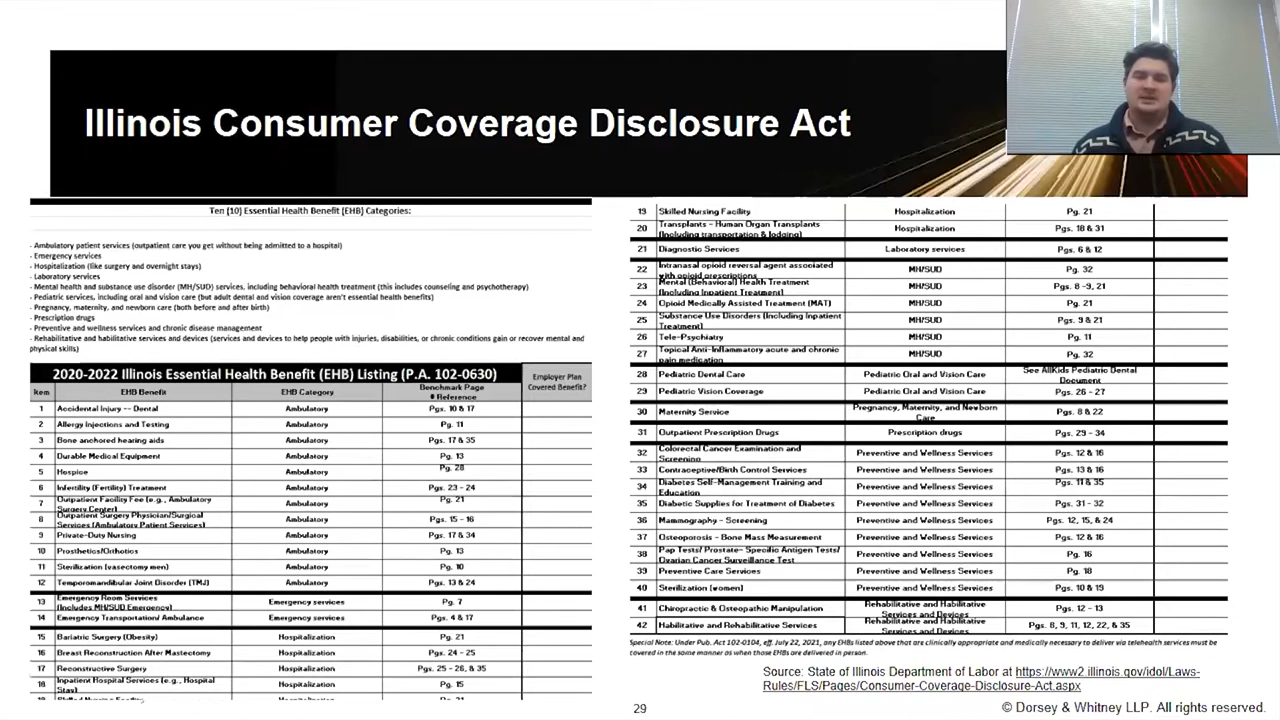 Illinois Consumer Coverage Disclosure Act
Ten (10) Essential Health Benefit (EHB) Categories:
- Ambulatory patient services (outpatient care you get without being admitted to a hospital)
- Emergency services
- Hospitalization (like surgery and overnight stays)
- Laboratory services
- Mental health and substance use disorder (MH/SUD) services, including behavioral health treatment (this includes counseling and psychotherapy)
- Pediatric services, including oral and vision care (but adult dental and vision coverage aren't essential health benefits)
- Pregnancy, maternity, and newborn care (both before and after birth)
- Prescription drugs
- Preventive and wellness services and chronic disease management
- Rehabilitative and habilitative services and devices (services and devices to help people with injuries, disabilities, or chronic conditions gain or recover mental and
physical skills)
2020-2022 Illinois Essential Health Benefit (EHB) Listing (P.A. 102-0630)
Employer Plan
Covered Benefit?
Item EHB Benefit EHB Category Benchmark Page
# Reference
1 Accidental Injury -- Dental Ambulatory Pgs. 10 & 17
2 Allergy Injections and Testing Ambulatory Pg. 11
3 Bone anchored hearing aids Ambulatory Pgs. 17 & 35
4 Durable Medical Equipment Ambulatory Pg. 13
5 Hospice Ambulatory Pg. 28
6 Infertility (Fertility) Treatment Ambulatory Pgs. 23 - 24
7 Outpatient Facility Fee (e.g., Ambulatory
Surgery Center) Ambulatory Pg. 21
8 Outpatient Surgery Physician/Surgical
Services (Ambulatory Patient Services) Ambulatory Pgs. 15 - 16
9 Private-Duty Nursing Ambulatory Pgs. 17 & 34
10 Prosthetics/Orthotics Ambulatory Pg. 13
11 Sterilization (vasectomy men) Ambulatory Pg. 10
12 Temporomandibular Joint Disorder (TMJ) Ambulatory Pgs. 13 & 24
13 Emergency Room Services
(Includes MH/SUD Emergency) Emergency services Pg. 7
14 Emergency Transportation/ Ambulance Emergency services Pgs. 4 & 17
15 Bariatric Surgery (Obesity) Hospitalization Pg. 21
16 Breast Reconstruction After Mastectomy Hospitalization Pgs. 24 - 25
17 Reconstructive Surgery Hospitalization Pgs. 25 - 26, & 35
18 Inpatient Hospital Services (e.g., Hospital
Stay) Hospitalization Pg. 15
19 Skilled Nursing Facility Hospitalization Pg. 21
19 Skilled Nursing Facility Hospitalization Pg. 21
20 Transplants - Human Organ Transplants
(Including transportation & lodging) Hospitalization Pgs. 18 & 31
21 Diagnostic Services Laboratory services Pgs. 6 & 12
22 Intranasal opioid reversal agent associated
with opioid prescriptions MH/SUD Pg. 32
23 Mental (Behavioral) Health Treatment
(Including Inpatient Treatment) MH/SUD Pgs. 8 -9, 21
24 Opioid Medically Assisted Treatment (MAT) MH/SUD Pg. 21
25 Substance Use Disorders (Including Inpatient
Treatment) MH/SUD Pgs. 9 & 21
26 Tele-Psychiatry MH/SUD Pg. 11
27 Topical Anti-Inflammatory acute and chronic
pain medication MH/SUD Pg. 32
28 Pediatric Dental Care Pediatric Oral and Vision Care See AllKids Pediatric Dental
Document
29 Pediatric Vision Coverage Pediatric Oral and Vision Care Pgs. 26 - 27
30 Maternity Service Pregnancy, Maternity, and Newborn
Care Pgs. 8 & 22
31 Outpatient Prescription Drugs Prescription drugs Pgs. 29 - 34
32 Colorectal Cancer Examination and
Screening Preventive and Wellness Services Pgs. 12 & 16
33 Contraceptive/Birth Control Services Preventive and Wellness Services Pgs. 13 & 16
34 Diabetes Self-Management Training and
Education Preventive and Wellness Services Pgs. 11 & 35
35 Diabetic Supplies for Treatment of Diabetes Preventive and Wellness Services Pgs. 31 - 32
36 Mammography - Screening Preventive and Wellness Services Pgs. 12, 15, & 24
37 Osteoporosis - Bone Mass Measurement Preventive and Wellness Services Pgs. 12 & 16
38 Pap Tests/ Prostate- Specific Antigen Tests/
Ovarian Cancer Surveillance Test Preventive and Wellness Services Pg. 16
39 Preventive Care Services Preventive and Wellness Services Pg. 18
40 Sterilization (women) Preventive and Wellness Services Pgs. 10 & 19
41 Chiropractic & Osteopathic Manipulation Rehabilitative and Habilitative
Services and Devices Pgs. 12 - 13
42 Habilitative and Rehabilitative Services Rehabilitative and Habilitative
Services and Devices Pgs. 8, 9, 11, 12, 22, & 35
Special Note: Under Pub. Act 102-0104, eff. July 22, 2021, any EHBs listed above that are clinically appropriate and medically necessary to deliver via telehealth services must be
covered in the same manner as when those EHBs are delivered in person.
Source: State of Illinois Department of Labor at https://www2.illinois.gov/idol/Laws-
Rules/FLS/Pages/Consumer-Coverage-Disclosure-Act.aspx
29
© Dorsey & Whitney LLP. All rights reserved.